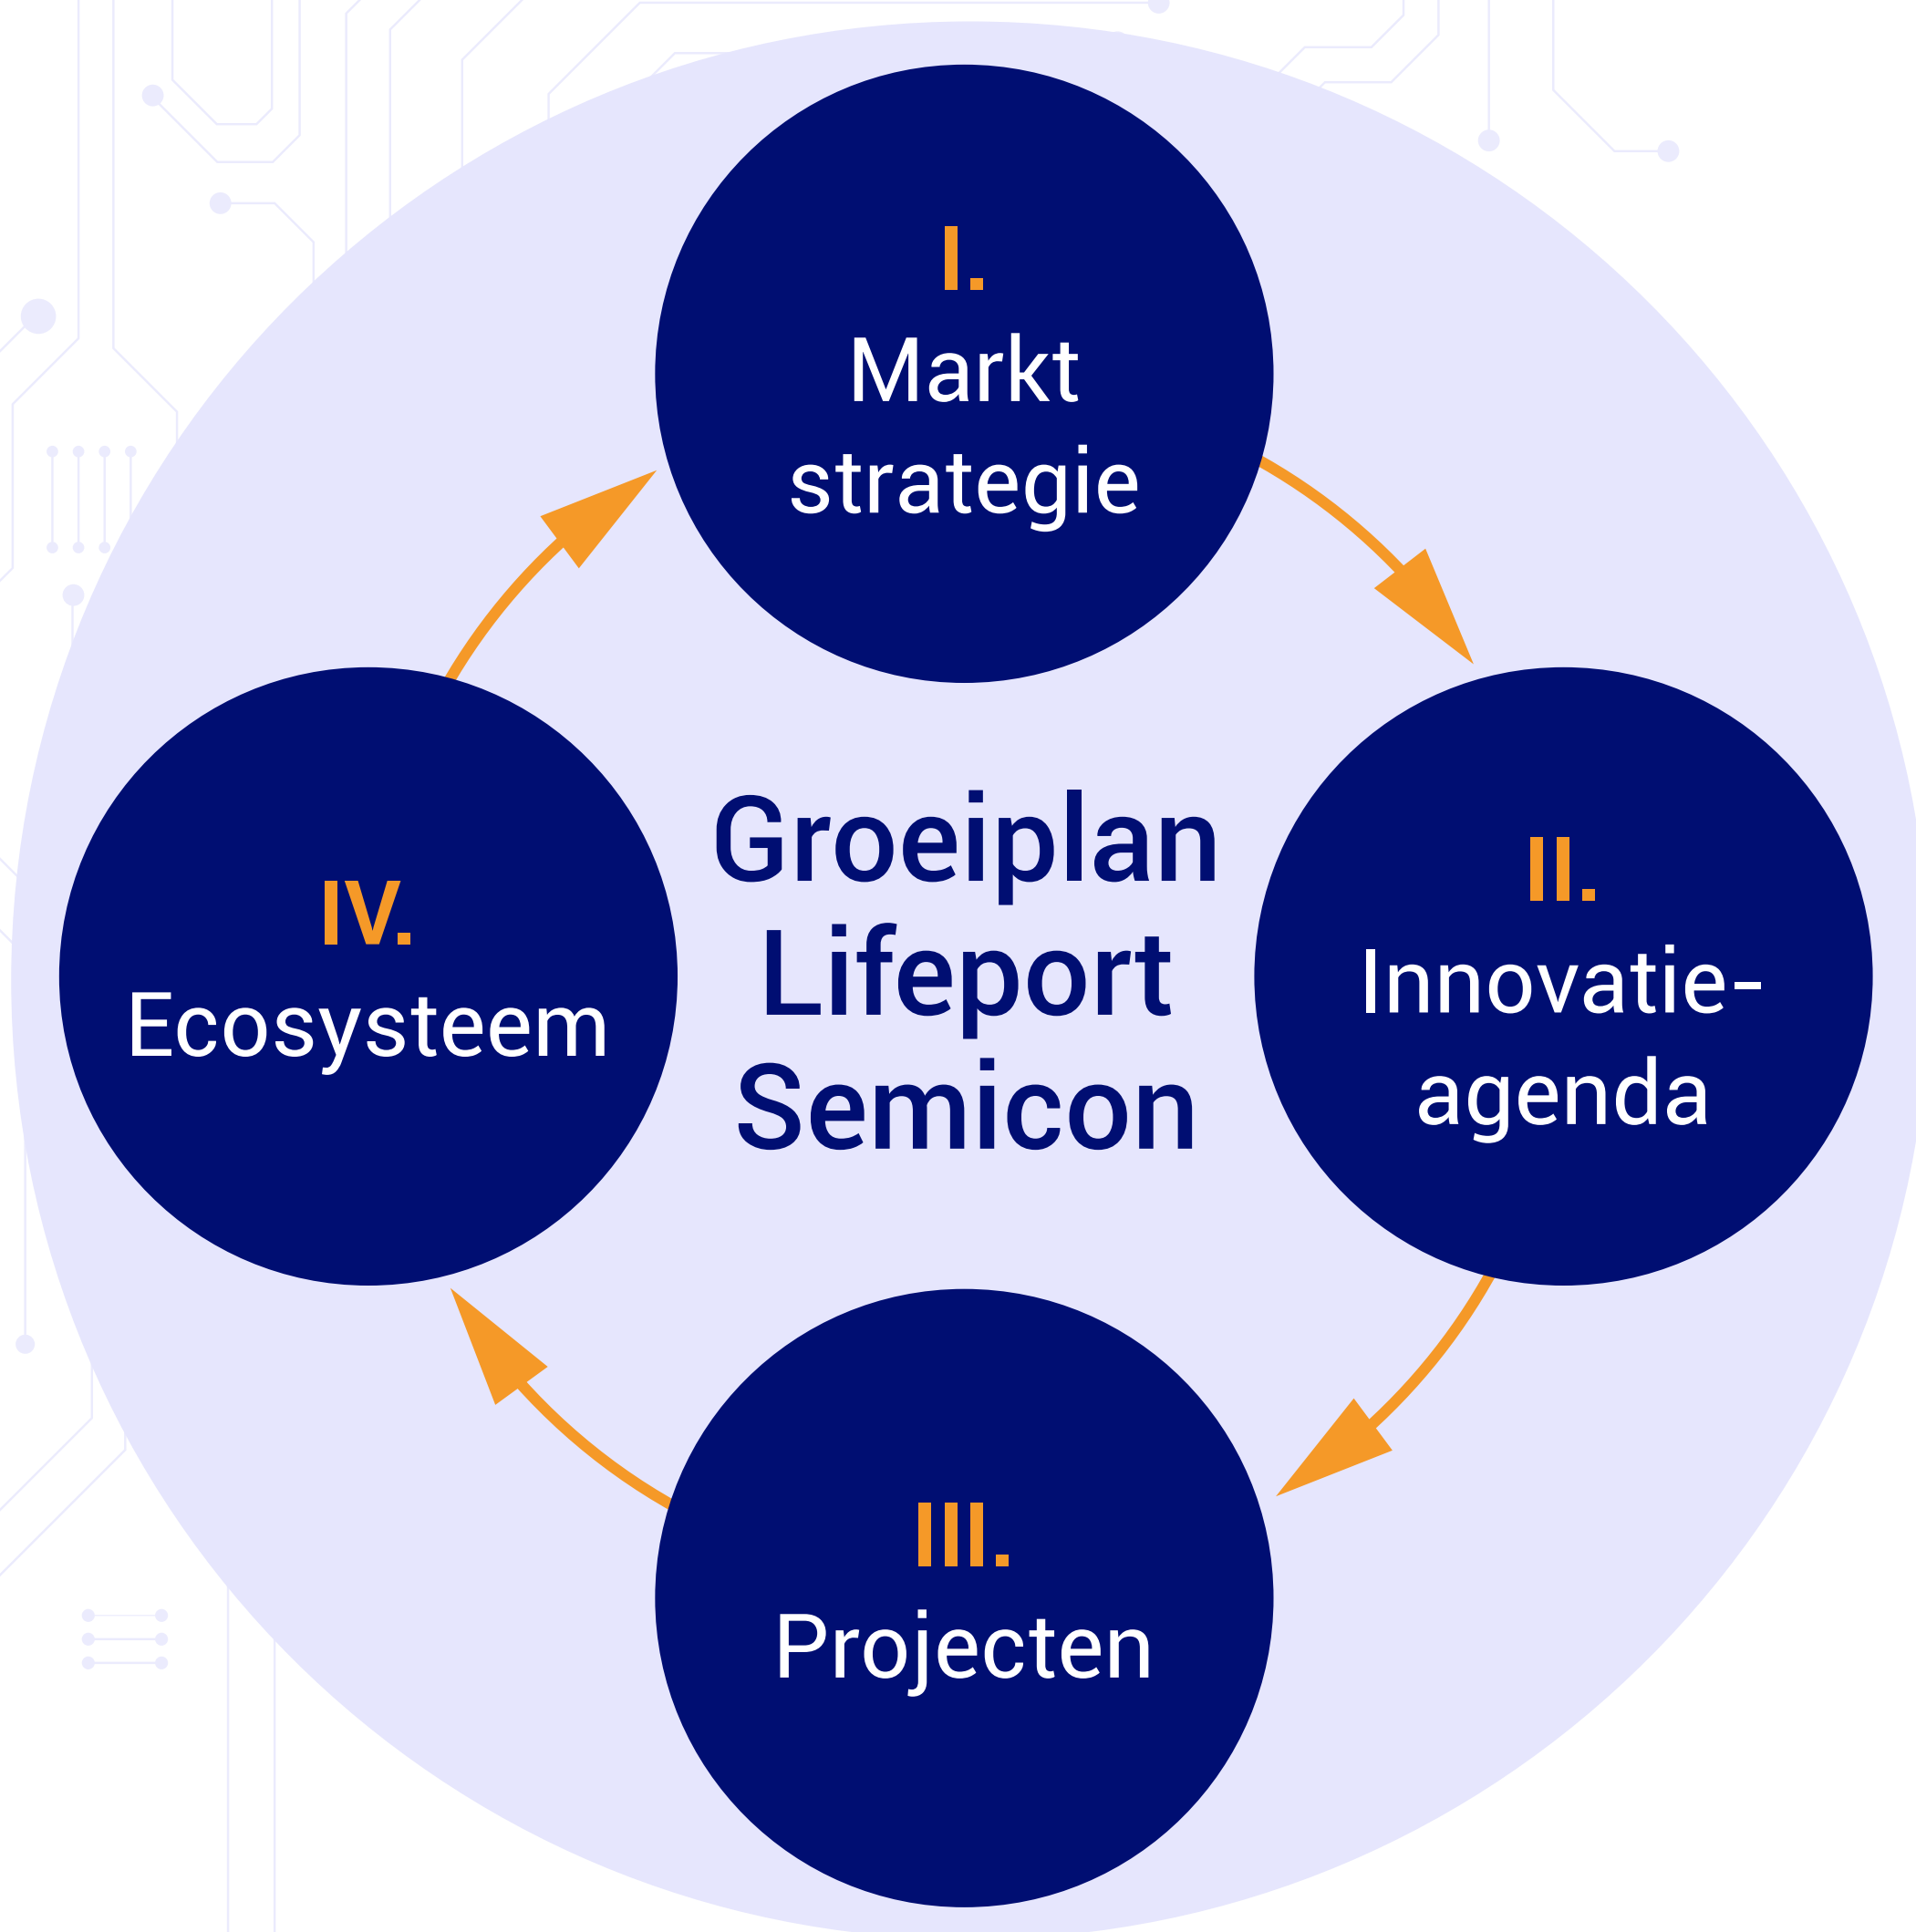 I.
Markt
strategie
Groeiplan
Lifeport
Semicon
II.
Innovatie-
agenda
III.
Projecten
IV.
Ecosysteem